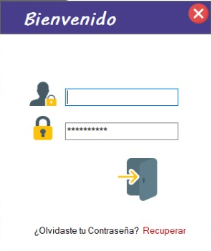 Bienvenido
**********
¿Olvidaste tu Contraseña? Recuperar